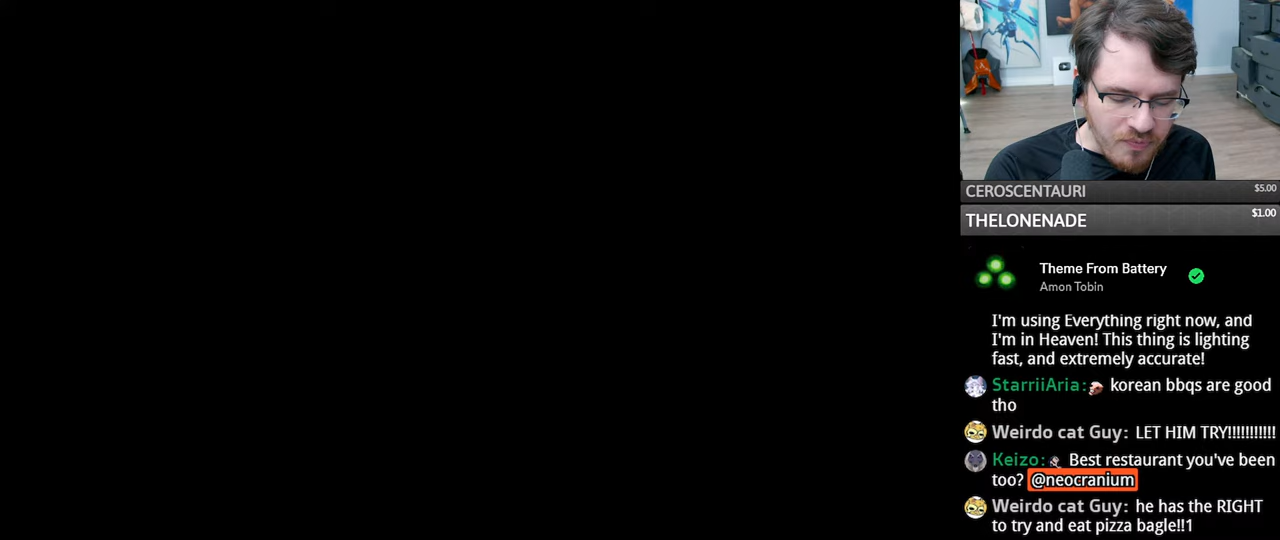 CEROSCENTAURI $5.00
THELONENADE $1.00
Theme From Battery
Amon Tobin
I'm using Everything right now, and
I'm in Heaven! This thing is lighting
fast, and extremely accurate!
StarriiAria: korean bbqs are good
tho
Weirdo cat Guy: LET HIM TRY!!!!!!!!!!!
Keizo: Best restaurant you've been
too? @neocranium
Weirdo cat Guy: he has the RIGHT
to try and eat pizza bagle!!1